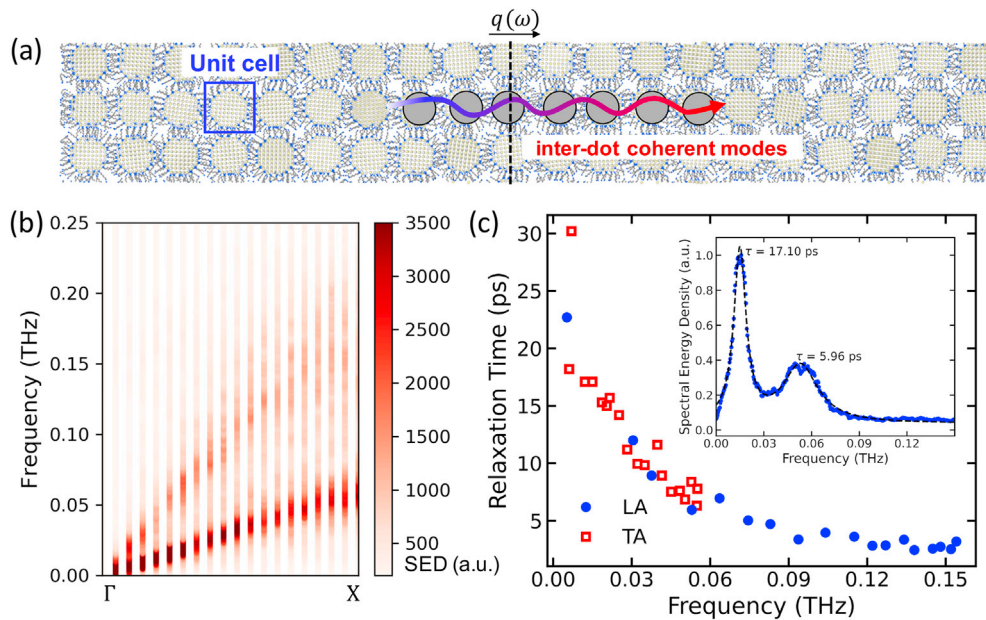 q(ω)
(a)
Unit cell
inter-dot coherent modes
(b)
0.25
0.20
0.15
0.10
0.05
0.00
Frequency (THz)
Γ
X
3500
3000
2500
2000
1500
1000
500
SED (a.u.)
(c)
30
25
20
15
10
5
Relaxation Time (ps)
LA
TA
0.00 0.03 0.06 0.09 0.12 0.15
Frequency (THz)
1.0
0.8
0.6
0.4
0.2
0.0
Spectral Energy Density (a.u.)
τ = 17.10 ps
τ = 5.96 ps
0.00 0.03 0.06 0.09 0.12
Frequency (THz)